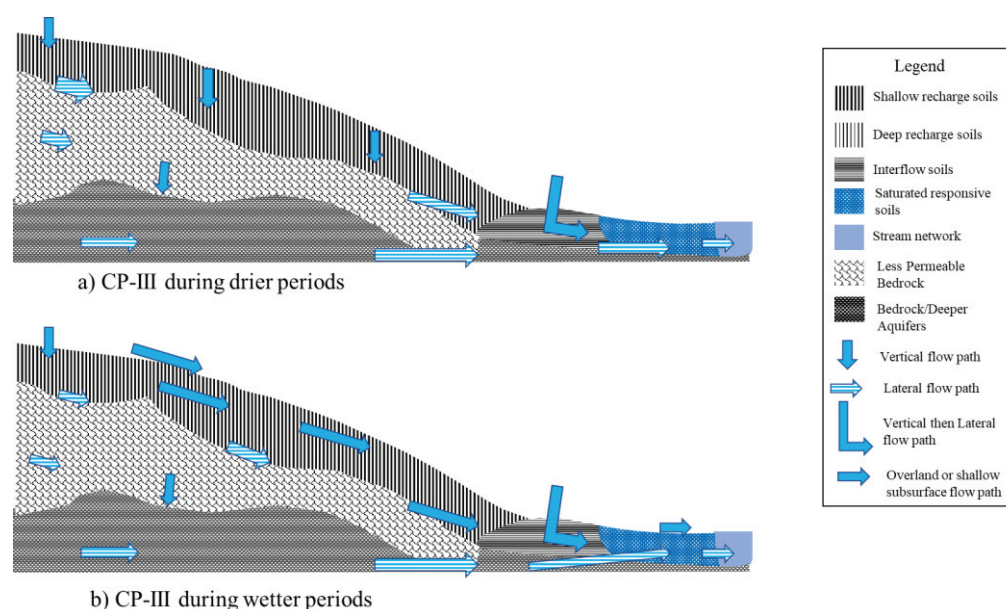 a) CP-III during drier periods
b) CP-III during wetter periods
Legend
Shallow recharge soils
Deep recharge soils
Interflow soils
Saturated responsive
soils
Stream network
Less Permeable
Bedrock
Bedrock/Deeper
Aquifers
Vertical flow path
Lateral flow path
Vertical then Lateral
flow path
Overland or shallow
subsurface flow path